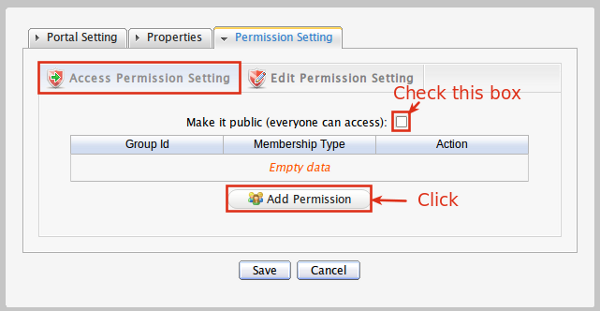 Portal Setting Properties Permission Setting
Access Permission Setting Edit Permission Setting
Check this box
Make it public (everyone can access):
Group Id Membership Type Action
Empty data
Add Permission Click
Save Cancel